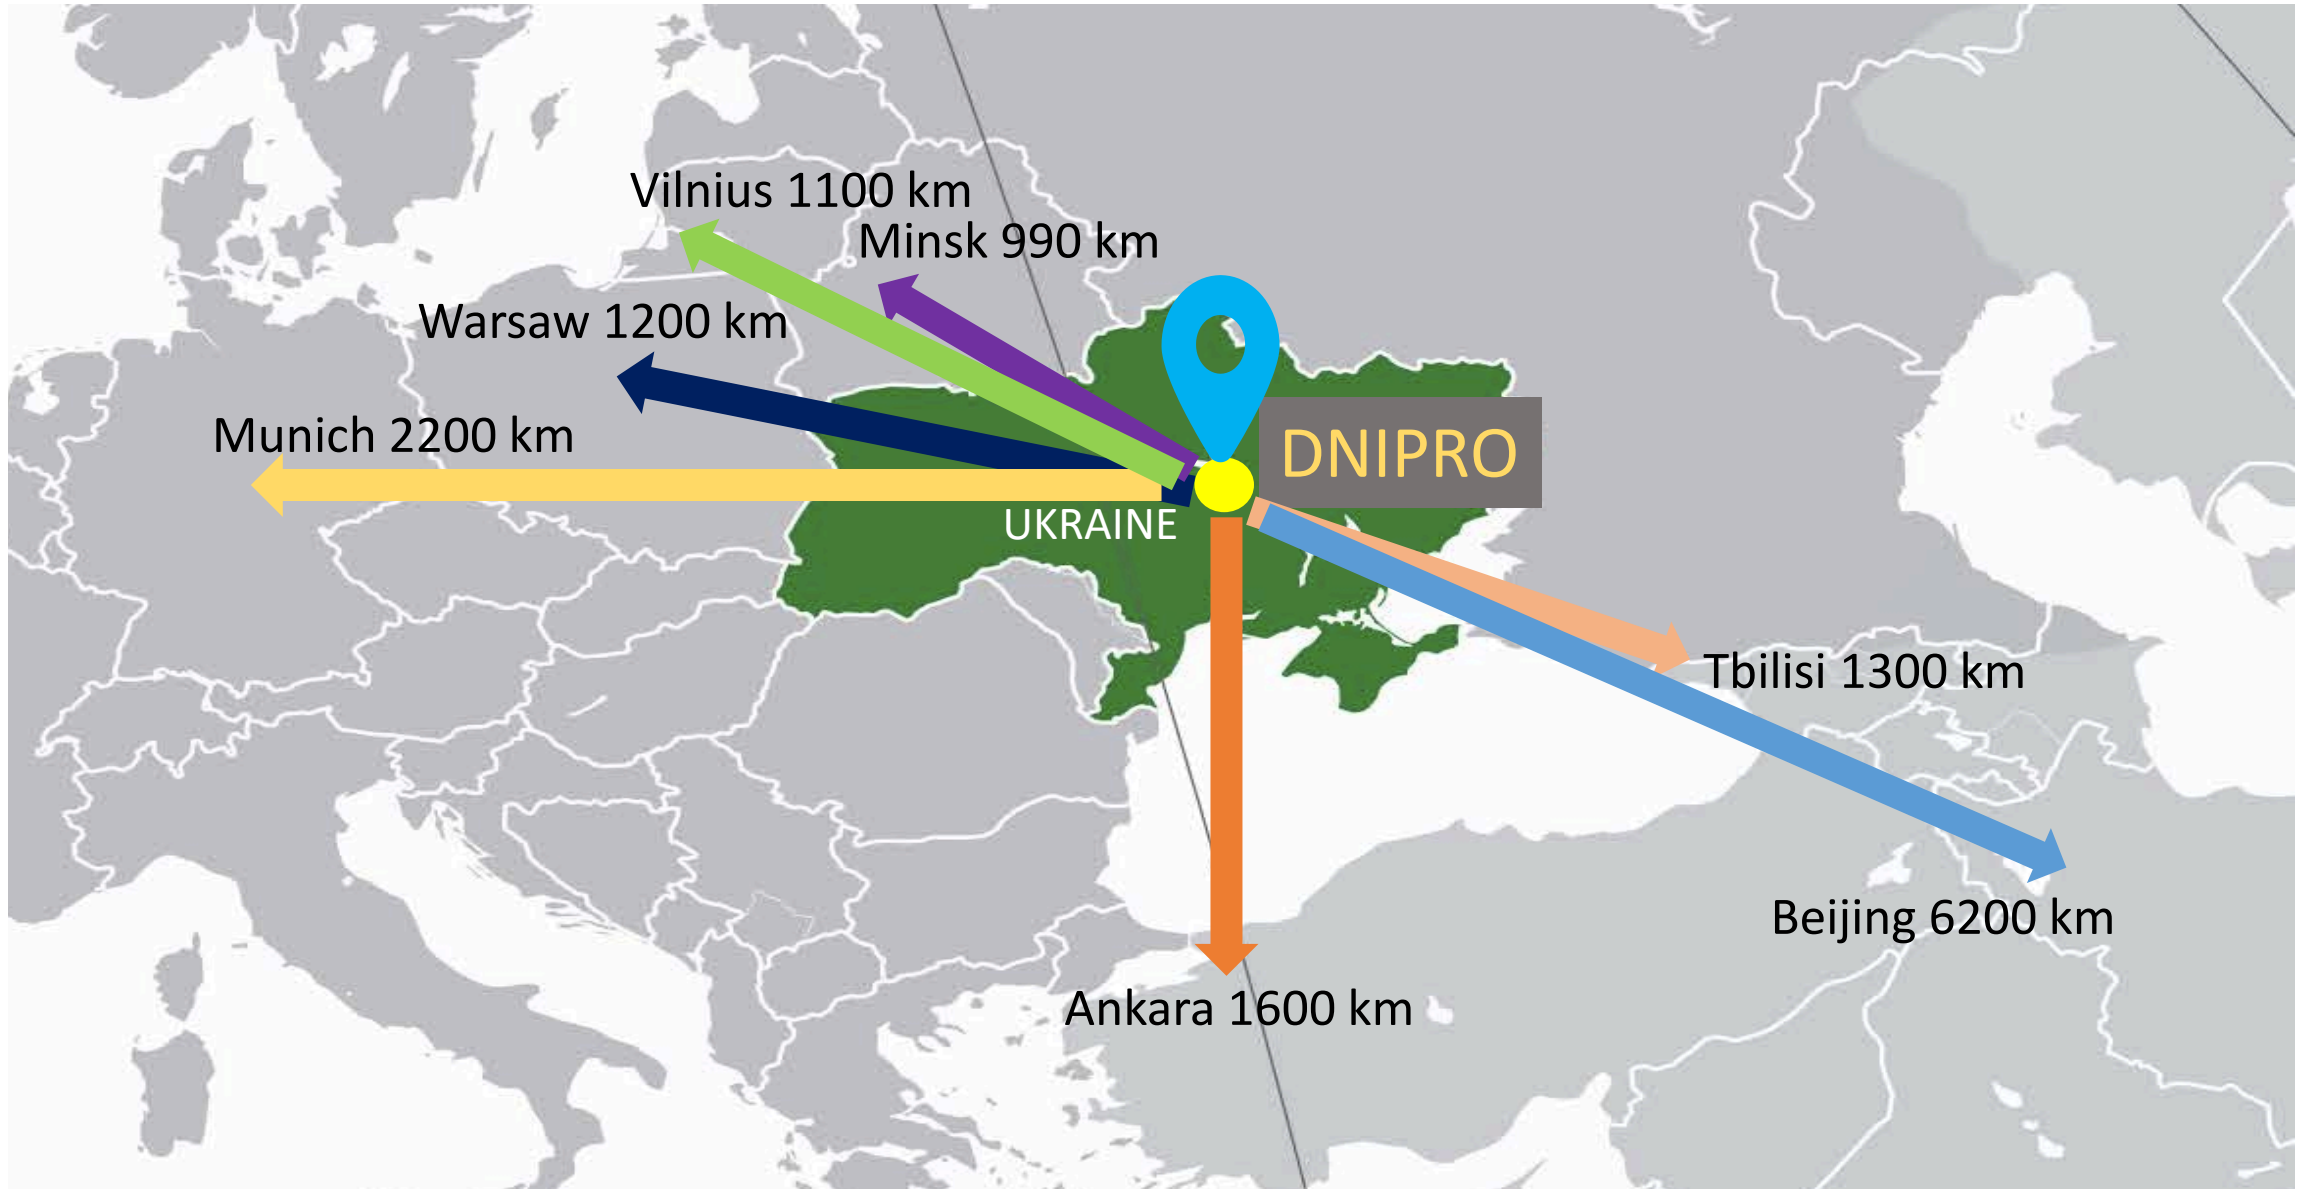 Vilnius 1100 km
Minsk 990 km
Warsaw 1200 km
Munich 2200 km
DNIPRO
UKRAINE
Tbilisi 1300 km
Beijing 6200 km
Ankara 1600 km